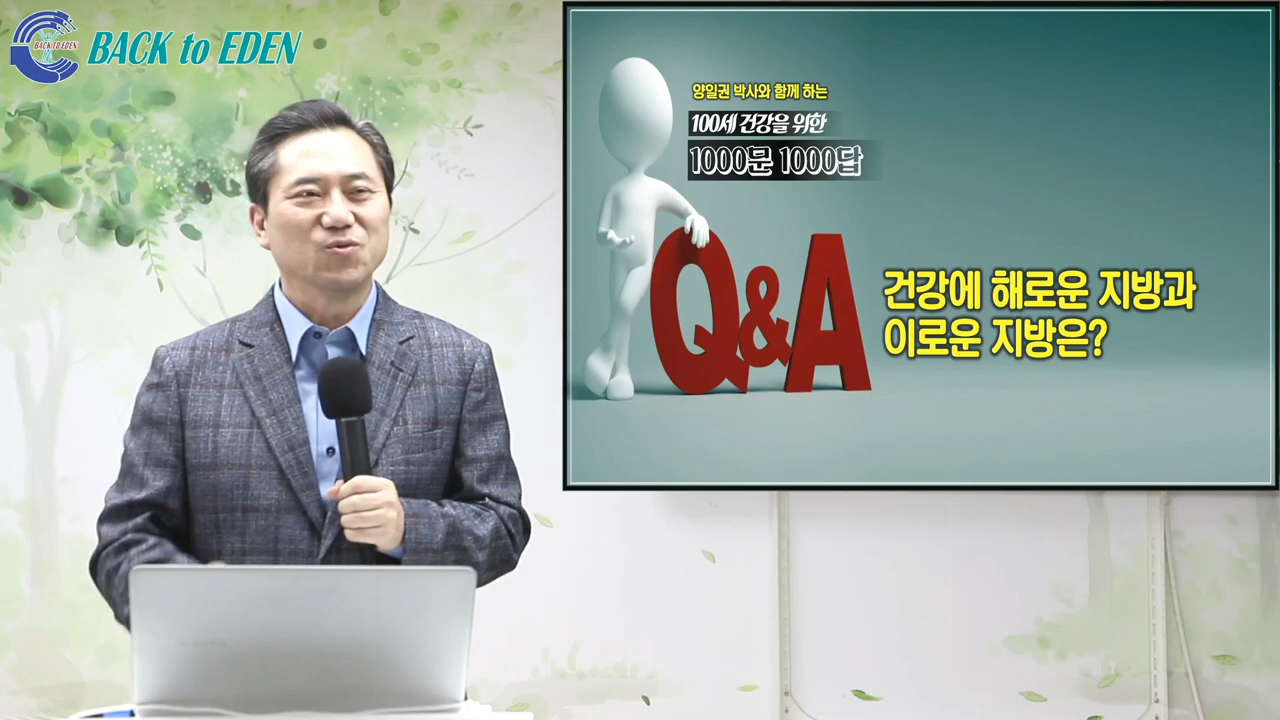 BACK TO EDEN
BACK to EDEN
양일권 박사와 함께 하는
100세 건강을 위한
1000문 1000답
Q&A
건강에 해로운 지방과
이로운 지방은?